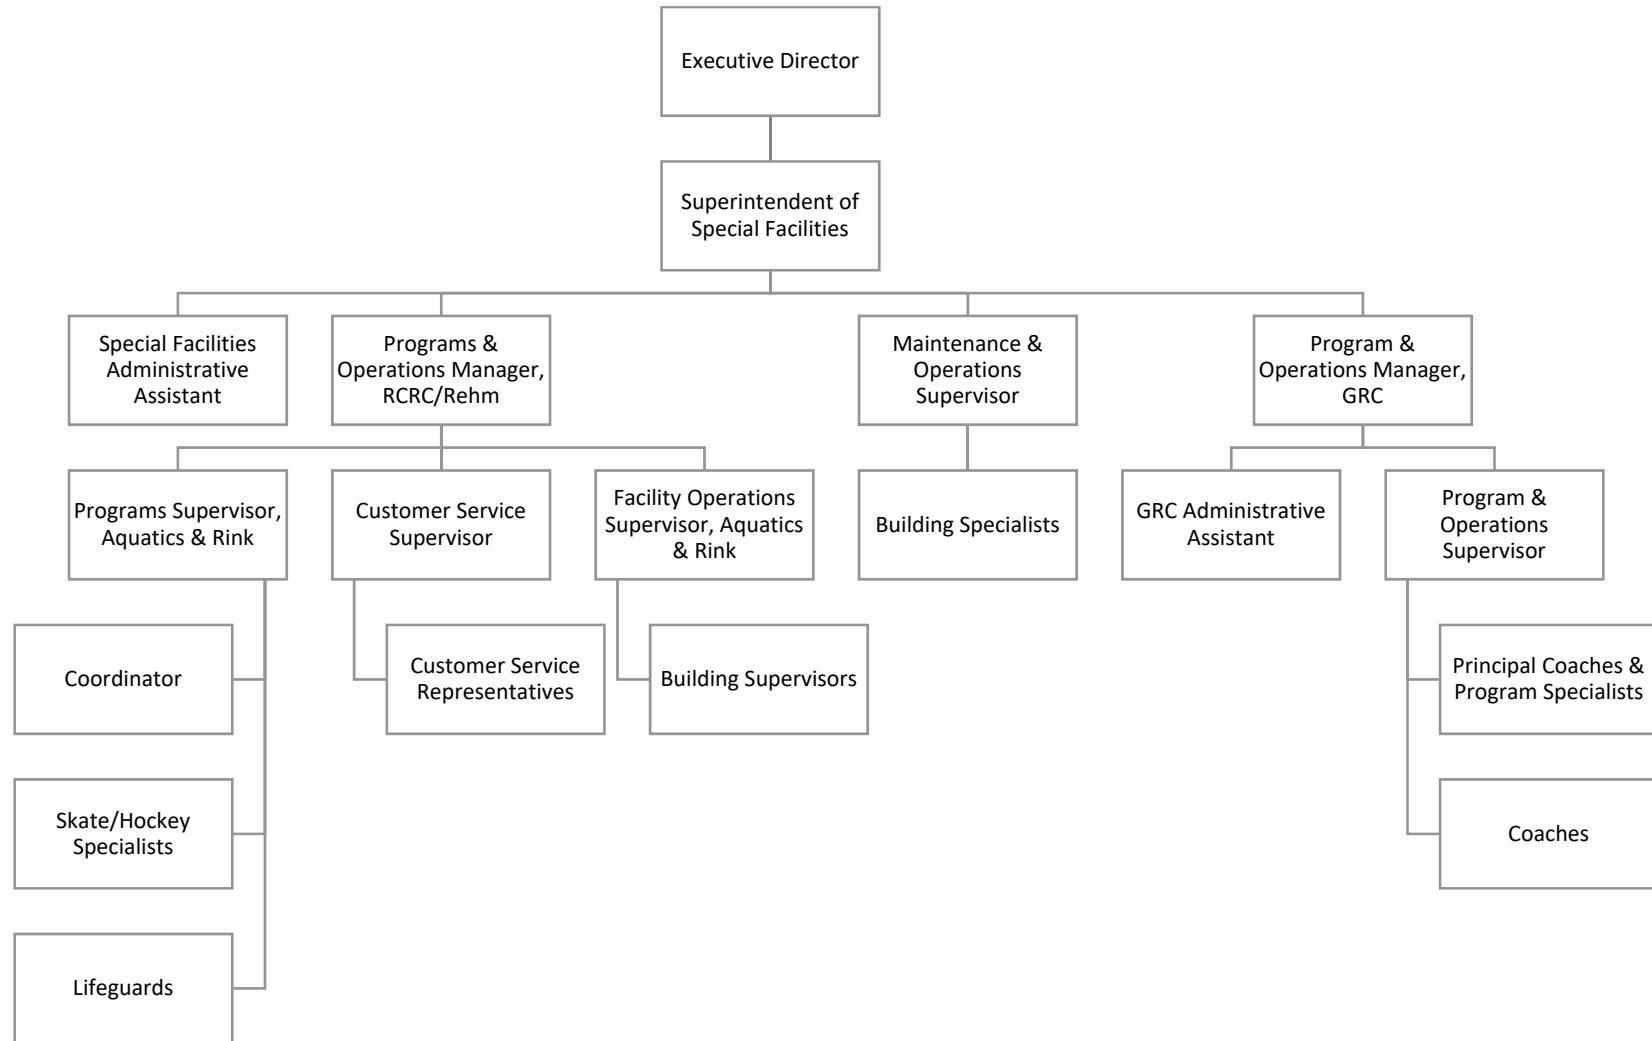 Executive Director
Superintendent of
Special Facilities
Special Facilities
Administrative
Assistant
Programs &
Operations Manager,
RCRC/Rehm
Maintenance &
Operations
Supervisor
Program &
Operations Manager,
GRC
Programs Supervisor,
Aquatics & Rink
Customer Service
Supervisor
Facility Operations
Supervisor, Aquatics
& Rink
Building Specialists
GRC Administrative
Assistant
Program &
Operations
Supervisor
Coordinator
Customer Service
Representatives
Building Supervisors
Principal Coaches &
Program Specialists
Skate/Hockey
Specialists
Coaches
Lifeguards